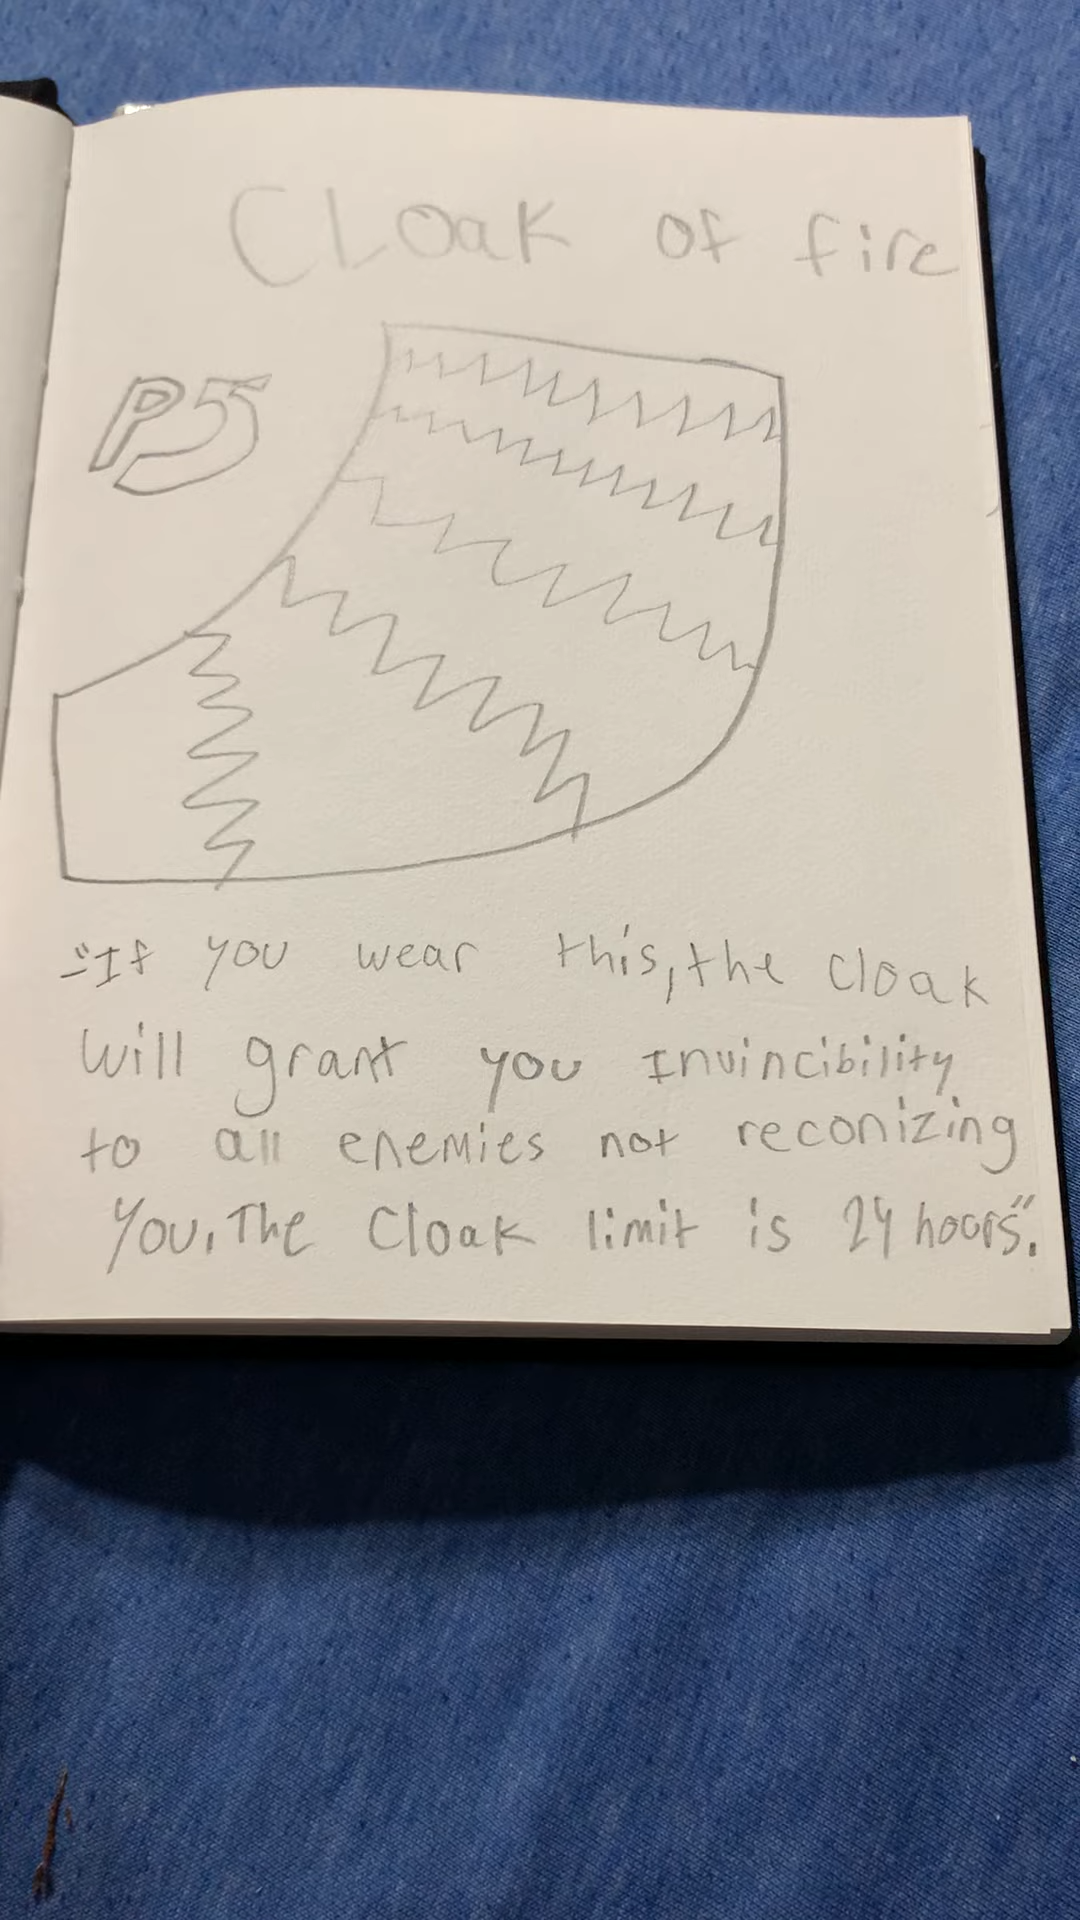 CLoak of fire
P5
"If you wear this, the cloak
will grant you Invincibility
to all enemies not reconizing
You. The Cloak limit is 24 hoors".